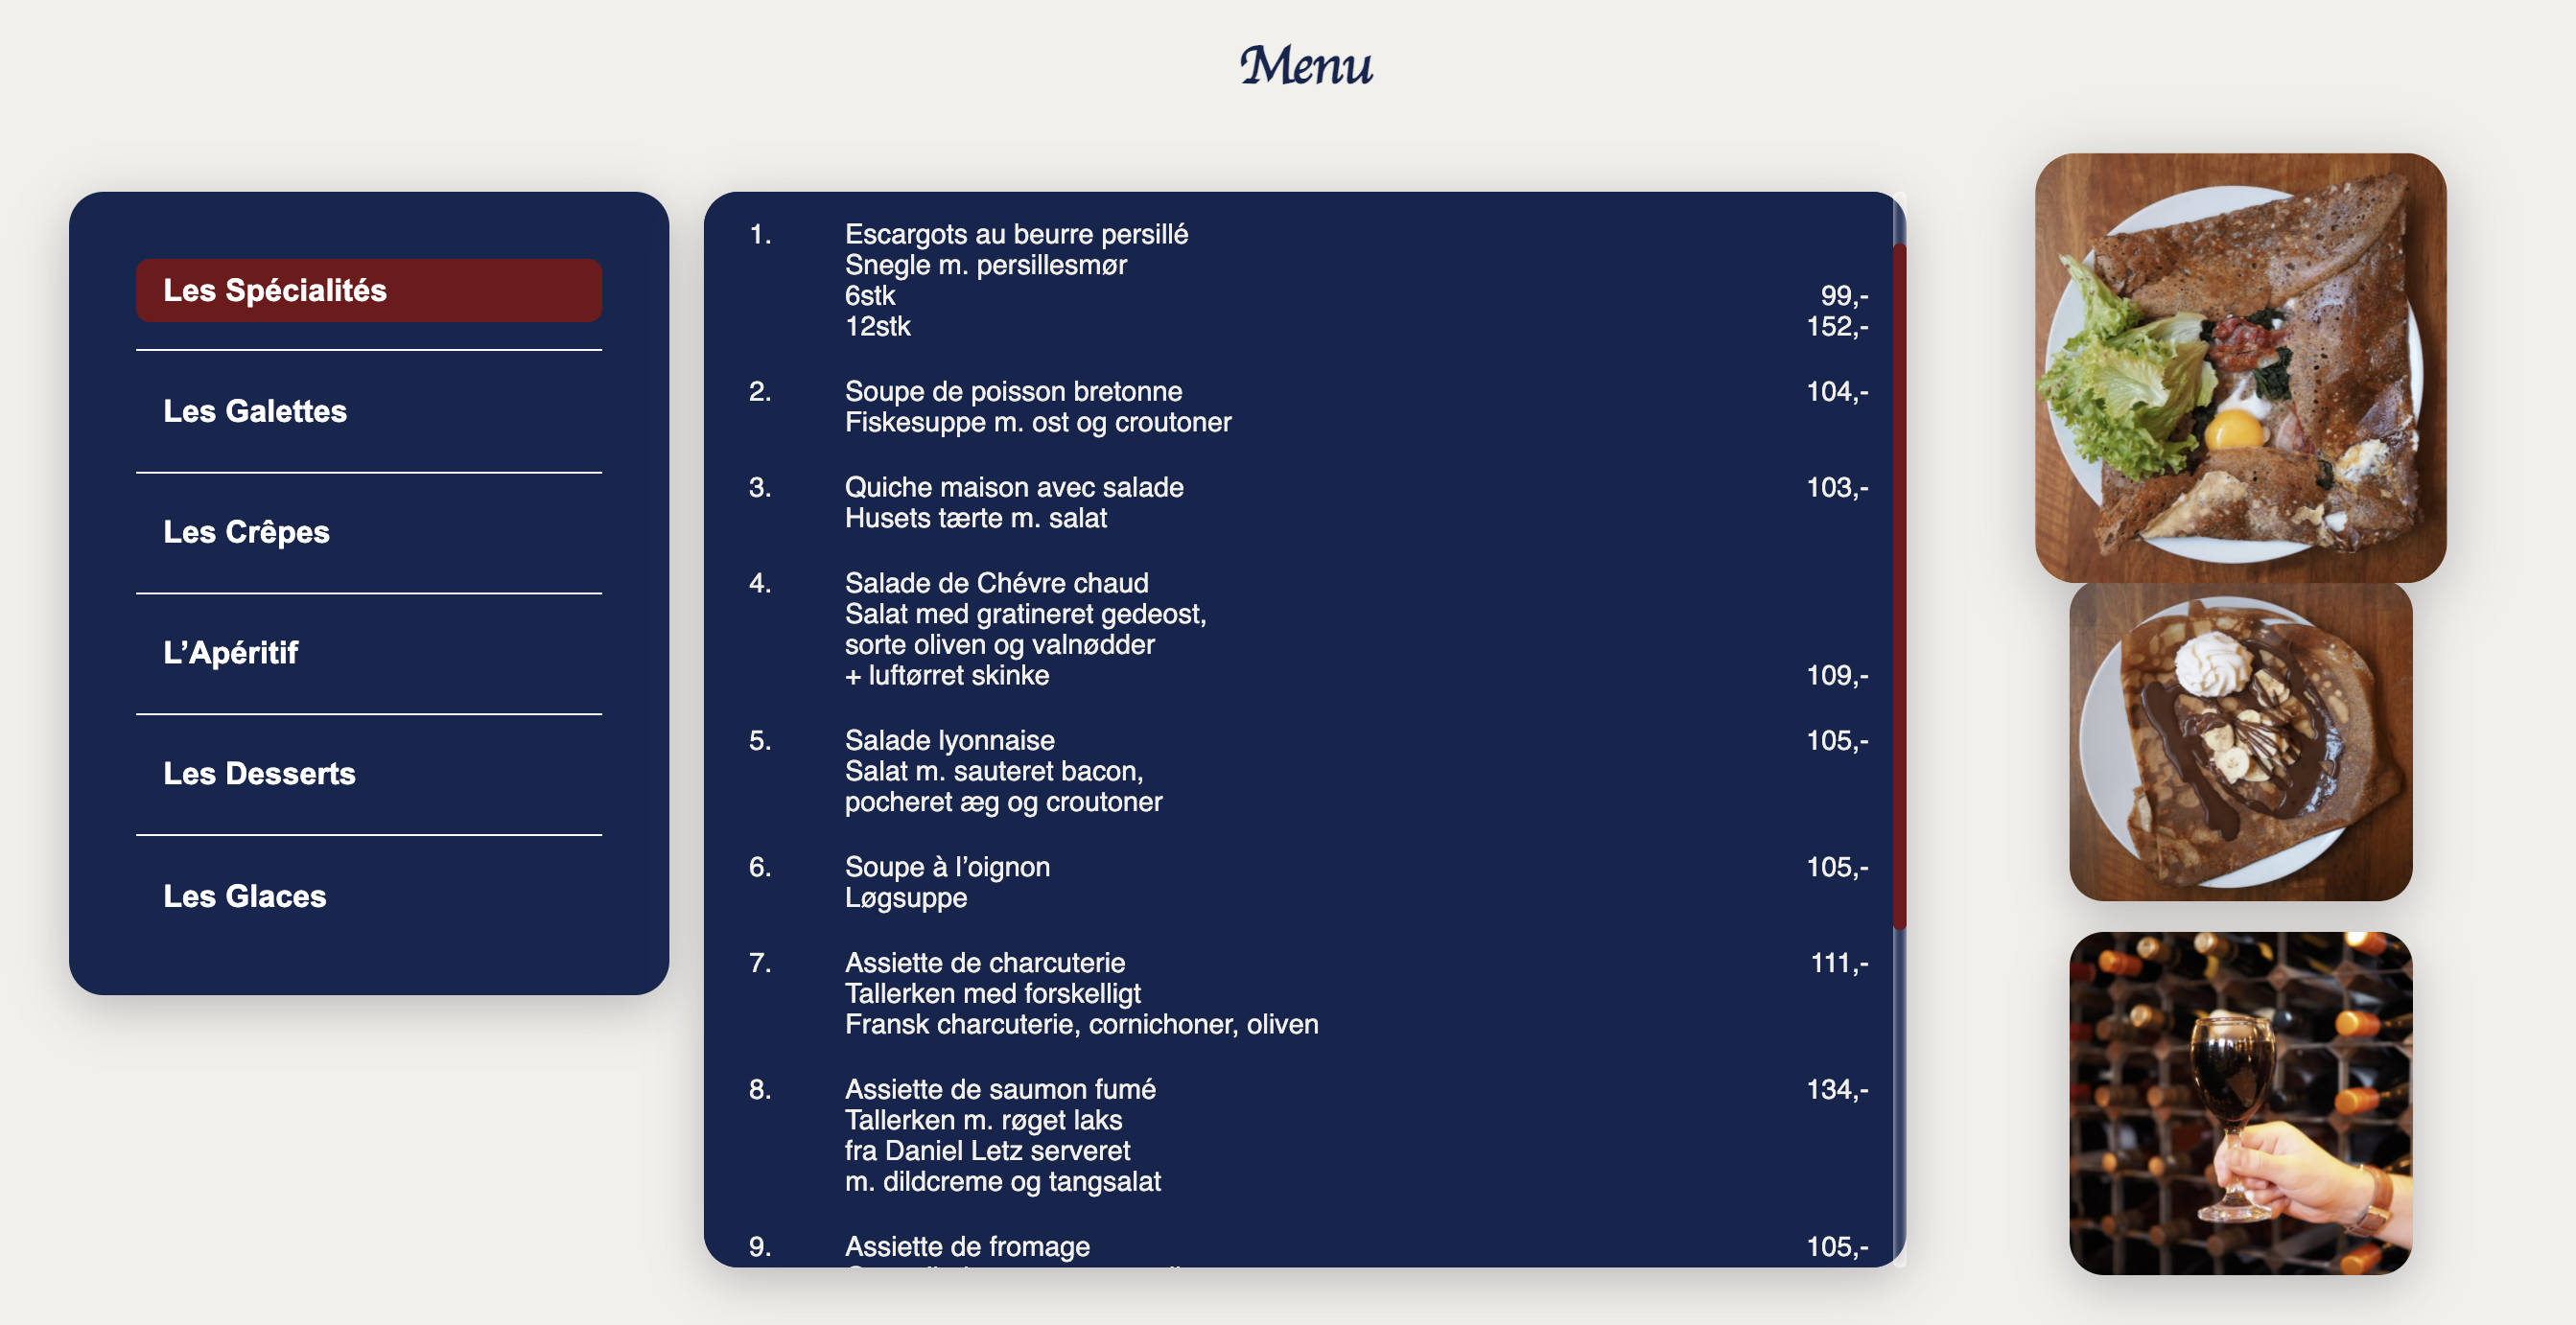 Menu
Les Spécialités
Les Galettes
Les Crêpes
L’Apéritif
Les Desserts
Les Glaces
1. Escargots au beurre persillé
Snegle m. persillesmør
6stk 99,-
12stk 152,-
2. Soupe de poisson bretonne 104,-
Fiskesuppe m. ost og croutoner
3. Quiche maison avec salade 103,-
Husets tærte m. salat
4. Salade de Chévre chaud
Salat med gratineret gedeost,
sorte oliven og valnødder
+ luftørret skinke 109,-
5. Salade lyonnaise 105,-
Salat m. sauteret bacon,
pocheret æg og croutoner
6. Soupe à l’oignon 105,-
Løgsuppe
7. Assiette de charcuterie 111,-
Tallerken med forskelligt
Fransk charcuterie, cornichoner, oliven
8. Assiette de saumon fumé 134,-
Tallerken m. røget laks
fra Daniel Letz serveret
m. dildcreme og tangsalat
9. Assiette de fromage 105,-